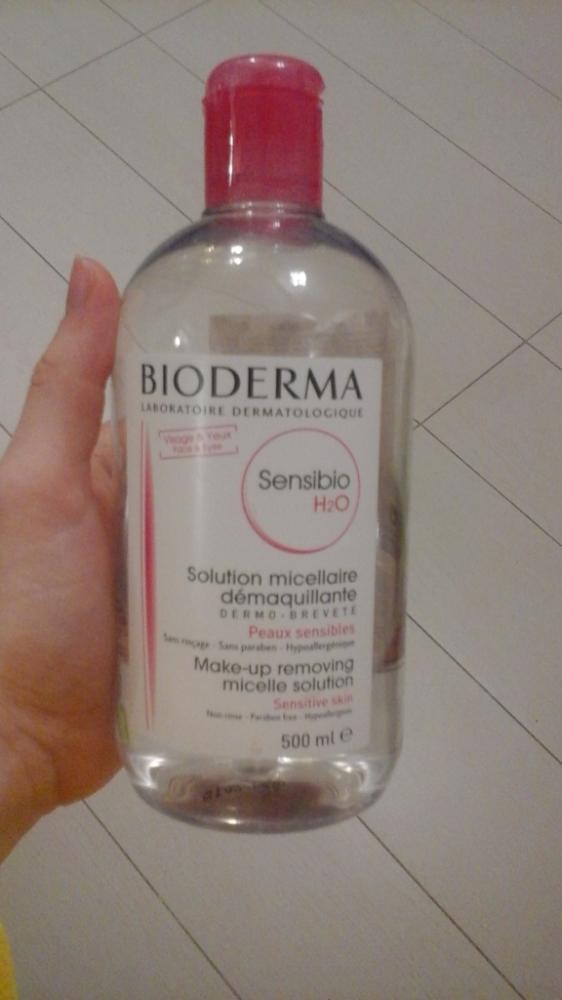 BIODERMA
LABORATOIRE DERMATOLOGIQUE
Visage & Yeux
Face & Eyes
Sensibio
H2O
Solution micellaire
démaquillante
DERMO-BREVETÉ
Peaux sensibles
Sans rinçage - Sans paraben - Hypoallergénique
Make-up removing
micelle solution
Sensitive skin
Non-rinse - Paraben free - Hypoallergenic
500 ml ℮